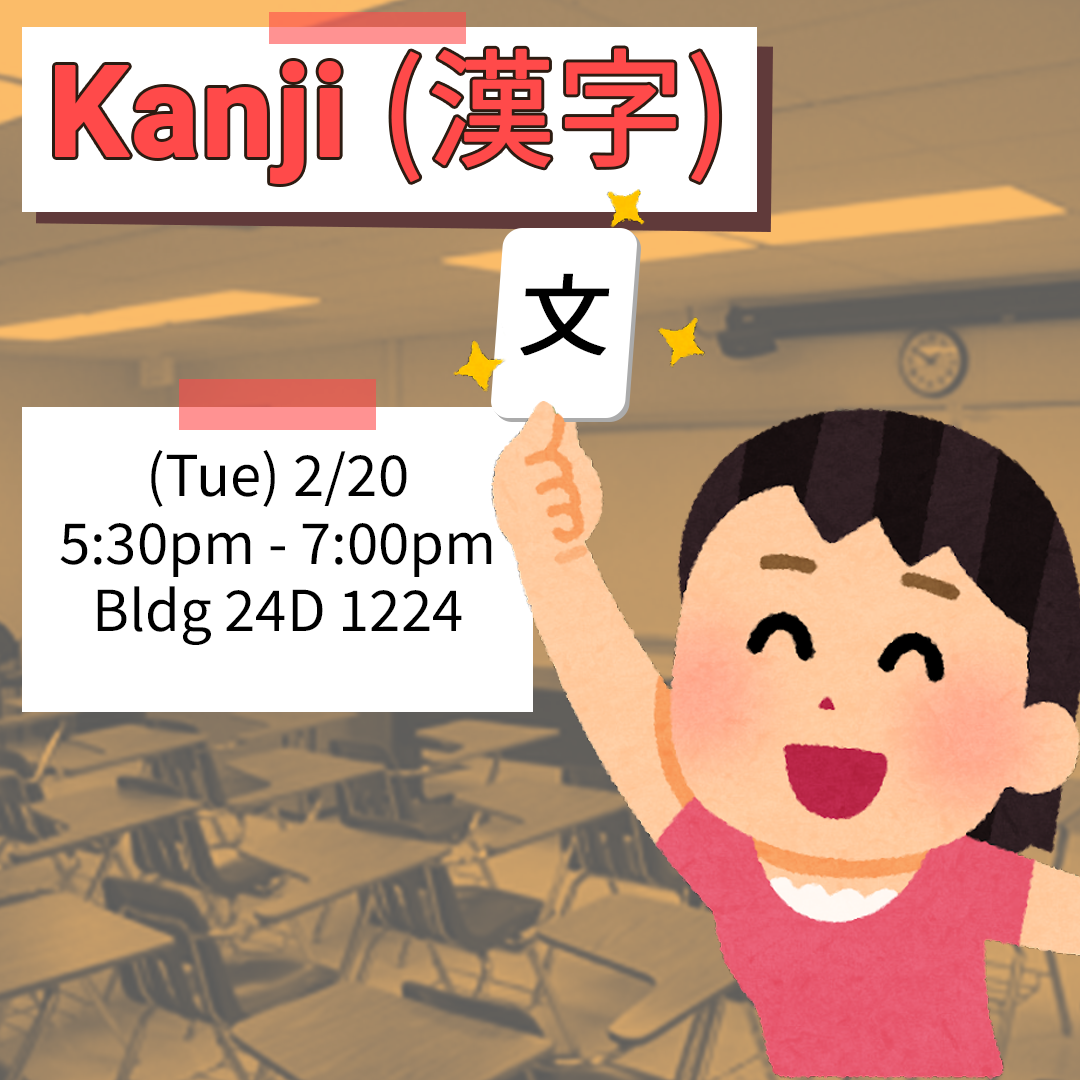 Kanji (漢字)
文
(Tue) 2/20
5:30pm - 7:00pm
Bldg 24D 1224